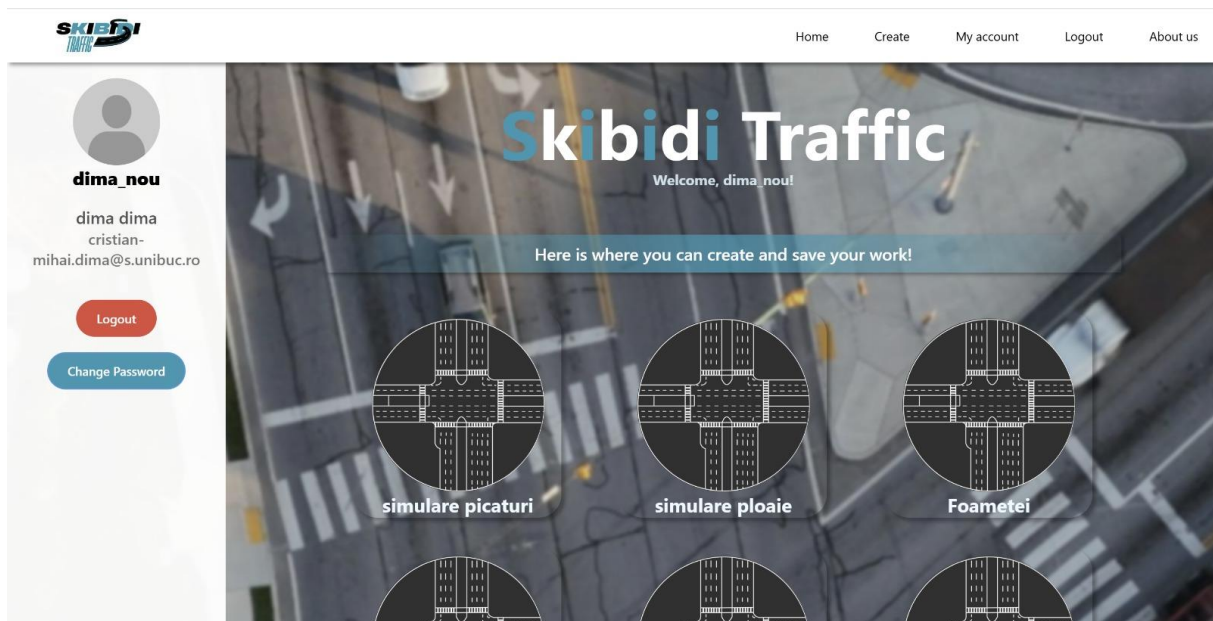 SKIBIDI
TRAFFIC
Home Create My account Logout About us
dima_nou
dima dima
cristian-
mihai.dima@s.unibuc.ro
Logout
Change Password
Skibidi Traffic
Welcome, dima_nou!
Here is where you can create and save your work!
simulare picaturi simulare ploaie Foametei